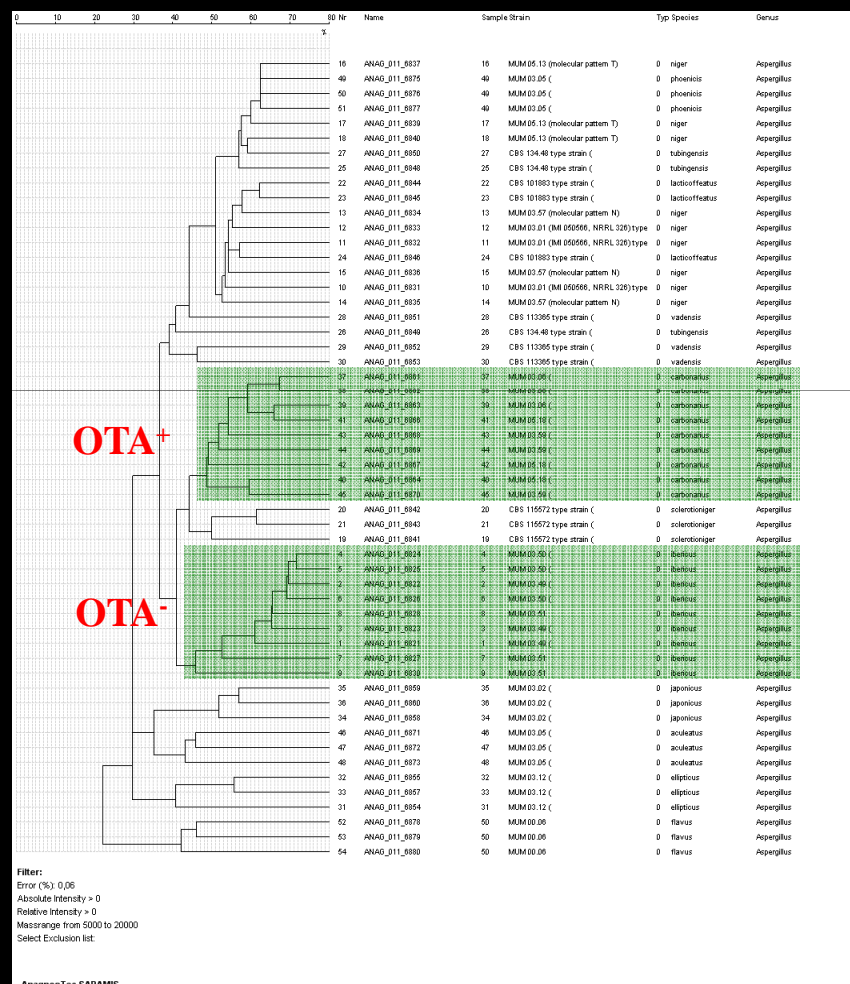 0 10 20 30 40 50 60 70 80 Nr Name Sample Strain Typ Species Genus
%
16 ANAG_011_6837 16 MUM 05.13 (molecular pattern T) 0 niger Aspergillus
49 ANAG_011_6875 49 MUM 03.05 ( 0 phoenicis Aspergillus
50 ANAG_011_6876 49 MUM 03.05 ( 0 phoenicis Aspergillus
51 ANAG_011_6877 49 MUM 03.05 ( 0 phoenicis Aspergillus
17 ANAG_011_6839 17 MUM 05.13 (molecular pattern T) 0 niger Aspergillus
18 ANAG_011_6840 18 MUM 05.13 (molecular pattern T) 0 niger Aspergillus
27 ANAG_011_6850 27 CBS 134.48 type strain ( 0 tubingensis Aspergillus
25 ANAG_011_6848 25 CBS 134.48 type strain ( 0 tubingensis Aspergillus
22 ANAG_011_6844 22 CBS 101883 type strain ( 0 lacticoffeatus Aspergillus
23 ANAG_011_6845 23 CBS 101883 type strain ( 0 lacticoffeatus Aspergillus
13 ANAG_011_6834 13 MUM 03.57 (molecular pattern N) 0 niger Aspergillus
12 ANAG_011_6833 12 MUM 03.01 (IMI 050566, NRRL 326) type 0 niger Aspergillus
11 ANAG_011_6832 11 MUM 03.01 (IMI 050566, NRRL 326) type 0 niger Aspergillus
24 ANAG_011_6846 24 CBS 101883 type strain ( 0 lacticoffeatus Aspergillus
15 ANAG_011_6836 15 MUM 03.57 (molecular pattern N) 0 niger Aspergillus
10 ANAG_011_6831 10 MUM 03.01 (IMI 050566, NRRL 326) type 0 niger Aspergillus
14 ANAG_011_6835 14 MUM 03.57 (molecular pattern N) 0 niger Aspergillus
28 ANAG_011_6851 28 CBS 113365 type strain ( 0 vadensis Aspergillus
26 ANAG_011_6849 26 CBS 134.48 type strain ( 0 tubingensis Aspergillus
29 ANAG_011_6852 29 CBS 113365 type strain ( 0 vadensis Aspergillus
30 ANAG_011_6853 30 CBS 113365 type strain ( 0 vadensis Aspergillus
37 ANAG_011_6861 37 MUM 03.06 ( 0 carbonarius Aspergillus
38 ANAG_011_6862 38 MUM 03.06 ( 0 carbonarius Aspergillus
39 ANAG_011_6863 39 MUM 03.06 ( 0 carbonarius Aspergillus
41 ANAG_011_6866 41 MUM 05.18 ( 0 carbonarius Aspergillus
OTA+
43 ANAG_011_6868 43 MUM 03.59 ( 0 carbonarius Aspergillus
44 ANAG_011_6869 44 MUM 03.59 ( 0 carbonarius Aspergillus
42 ANAG_011_6867 42 MUM 05.18 ( 0 carbonarius Aspergillus
40 ANAG_011_6864 40 MUM 05.18 ( 0 carbonarius Aspergillus
45 ANAG_011_6870 45 MUM 03.59 ( 0 carbonarius Aspergillus
20 ANAG_011_6842 20 CBS 115572 type strain ( 0 sclerotioniger Aspergillus
21 ANAG_011_6843 21 CBS 115572 type strain ( 0 sclerotioniger Aspergillus
19 ANAG_011_6841 19 CBS 115572 type strain ( 0 sclerotioniger Aspergillus
4 ANAG_011_6824 4 MUM 03.50 ( 0 ibericus Aspergillus
5 ANAG_011_6825 5 MUM 03.50 ( 0 ibericus Aspergillus
2 ANAG_011_6822 2 MUM 03.49 ( 0 ibericus Aspergillus
6 ANAG_011_6826 6 MUM 03.50 ( 0 ibericus Aspergillus
OTA-
8 ANAG_011_6828 8 MUM 03.51 0 ibericus Aspergillus
3 ANAG_011_6823 3 MUM 03.49 ( 0 ibericus Aspergillus
1 ANAG_011_6821 1 MUM 03.49 ( 0 ibericus Aspergillus
7 ANAG_011_6827 7 MUM 03.51 0 ibericus Aspergillus
9 ANAG_011_6830 9 MUM 03.51 0 ibericus Aspergillus
35 ANAG_011_6859 35 MUM 03.02 ( 0 japonicus Aspergillus
36 ANAG_011_6860 36 MUM 03.02 ( 0 japonicus Aspergillus
34 ANAG_011_6858 34 MUM 03.02 ( 0 japonicus Aspergillus
46 ANAG_011_6871 46 MUM 03.05 ( 0 aculeatus Aspergillus
47 ANAG_011_6872 47 MUM 03.05 ( 0 aculeatus Aspergillus
48 ANAG_011_6873 48 MUM 03.05 ( 0 aculeatus Aspergillus
32 ANAG_011_6855 32 MUM 03.12 ( 0 ellipticus Aspergillus
33 ANAG_011_6857 33 MUM 03.12 ( 0 ellipticus Aspergillus
31 ANAG_011_6854 31 MUM 03.12 ( 0 ellipticus Aspergillus
52 ANAG_011_6878 50 MUM 00.06 0 flavus Aspergillus
53 ANAG_011_6879 50 MUM 00.06 0 flavus Aspergillus
54 ANAG_011_6880 50 MUM 00.06 0 flavus Aspergillus
Filter:
Error (%): 0,06
Absolute Intensity > 0
Relative Intensity > 0
Massrange from 5000 to 20000
Select Exclusion list:
AnagnosTec SARAMIS